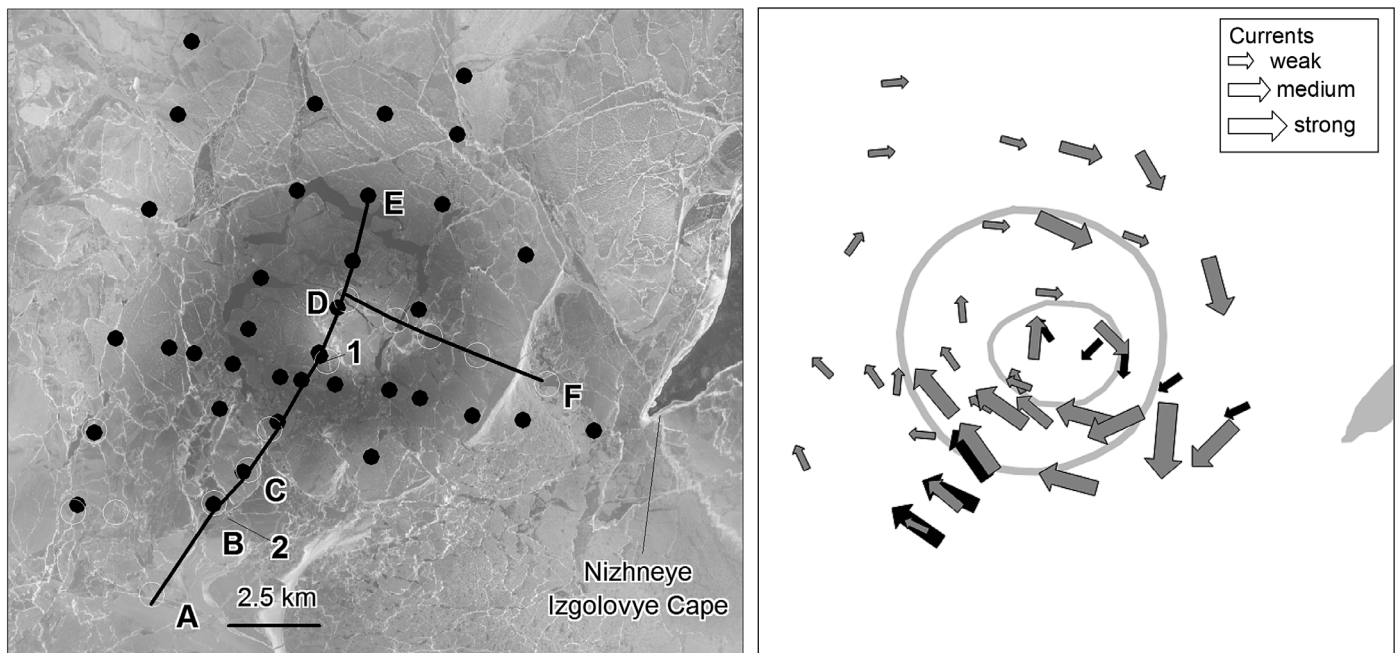 E
D
1
F
C
B
2
A
2.5 km
Nizhneye
Izgolovye Cape
Currents
weak
medium
strong